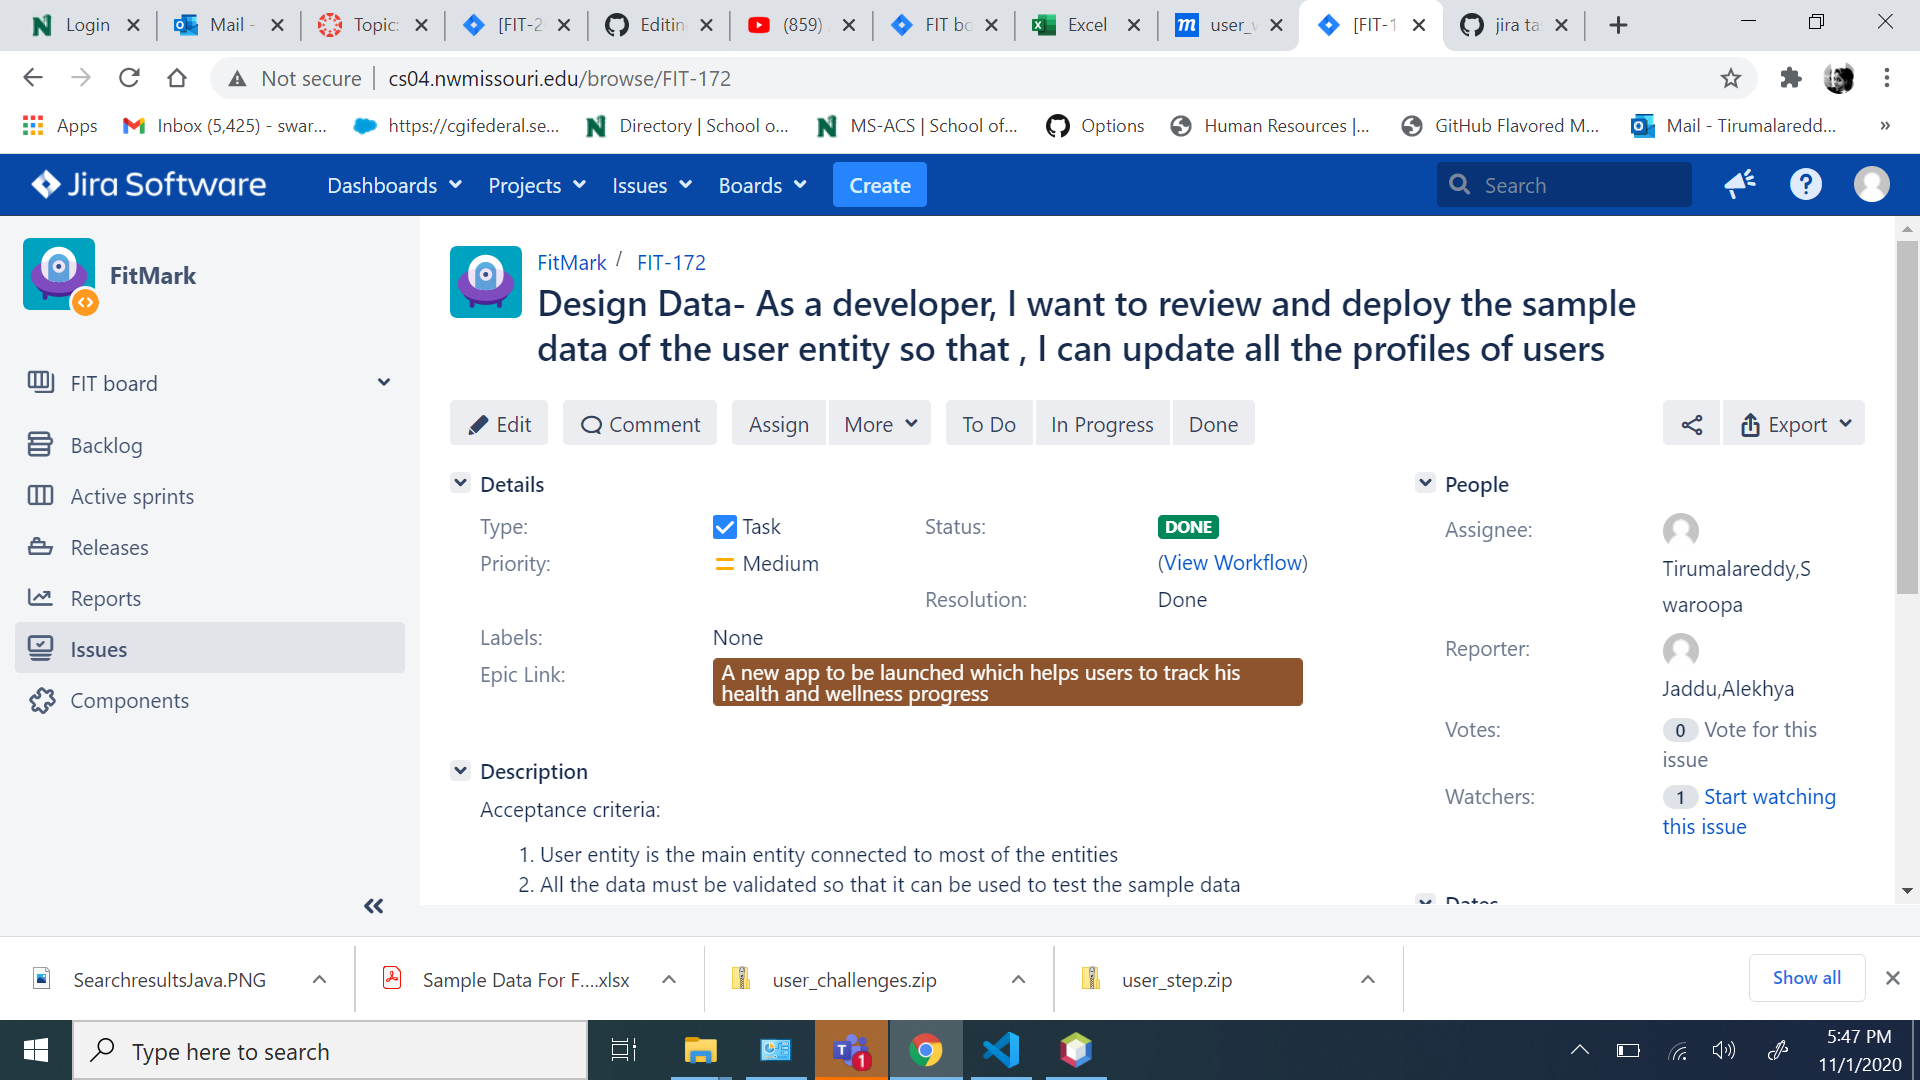 Login
Mail -
Topic:
[FIT-2
Editin
(859)
FIT bo
Excel
user_v
[FIT-1
jira ta
Not secure
cs04.nwmissouri.edu/browse/FIT-172
Apps
Inbox (5,425) - swar...
https://cgifederal.se...
Directory | School o...
MS-ACS | School of...
Options
Human Resources |...
GitHub Flavored M...
Mail - Tirumalaredd...
»
Jira Software
Dashboards
Projects
Issues
Boards
Create
Search
FitMark
FIT board
Backlog
Active sprints
Releases
Reports
Issues
Components
FitMark / FIT-172
Design Data- As a developer, I want to review and deploy the sample
data of the user entity so that , I can update all the profiles of users
Edit
Comment
Assign
More
To Do
In Progress
Done
Export
Details
Type: Task
Status: DONE
Priority: Medium
(View Workflow)
Resolution: Done
Labels: None
Epic Link: A new app to be launched which helps users to track his
health and wellness progress
Description
Acceptance criteria:
1. User entity is the main entity connected to most of the entities
2. All the data must be validated so that it can be used to test the sample data
People
Assignee:
Tirumalareddy,S
waroopa
Reporter:
Jaddu,Alekhya
Votes: 0 Vote for this
issue
Watchers: 1 Start watching
this issue
Dates
SearchresultsJava.PNG
Sample Data For F....xlsx
user_challenges.zip
user_step.zip
Show all
Type here to search
1
5:47 PM
11/1/2020